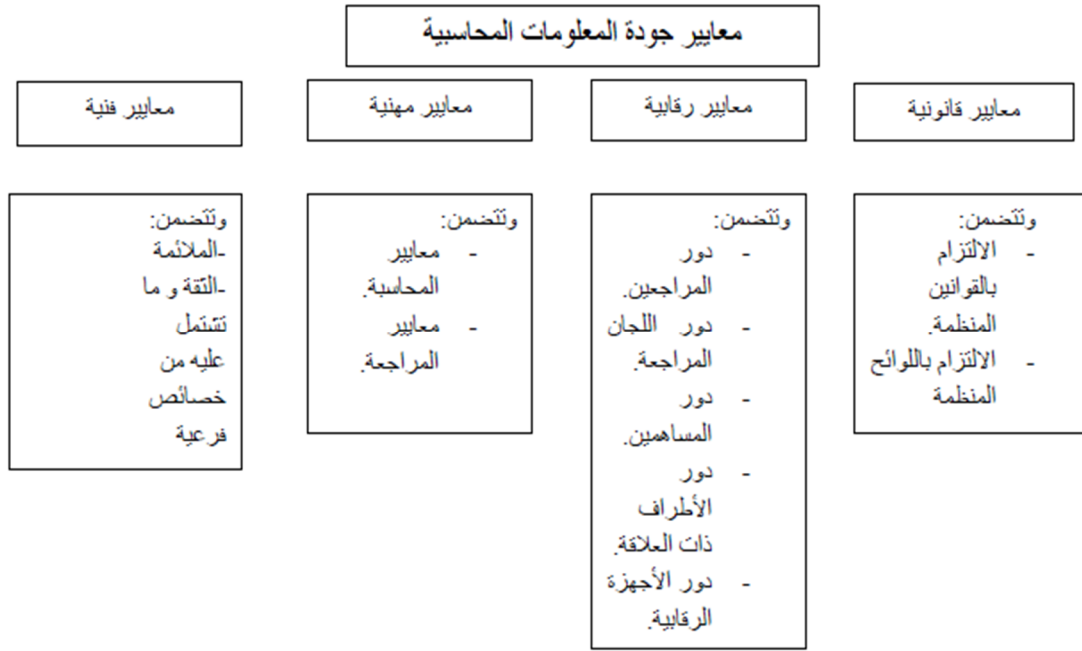 معايير جودة المعلومات المحاسبية
معايير قانونية
معايير رقابية
معايير مهنية
معايير فنية
وتتضمن:
- الالتزام
بالقوانين
المنظمة.
- الالتزام باللوائح
المنظمة
وتتضمن:
- دور
المراجعين.
- دور اللجان
المراجعة.
- دور
المساهمين.
- دور
الأطراف
ذات العلاقة.
- دور الأجهزة
الرقابية.
وتتضمن:
- معايير
المحاسبة.
- معايير
المراجعة.
وتتضمن:
-الملائمة
-الثقة و ما
تشتمل
عليه من
خصائص
فرعية